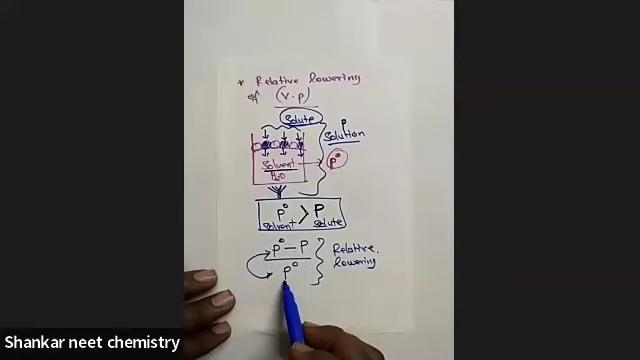 * Relative lowering
of (V.P)
Solute
P
Solution
Solvent
H2O
P°
P° > P
Solvent Solute
P° - P
P°
Relative
lowering
Shankar neet chemistry